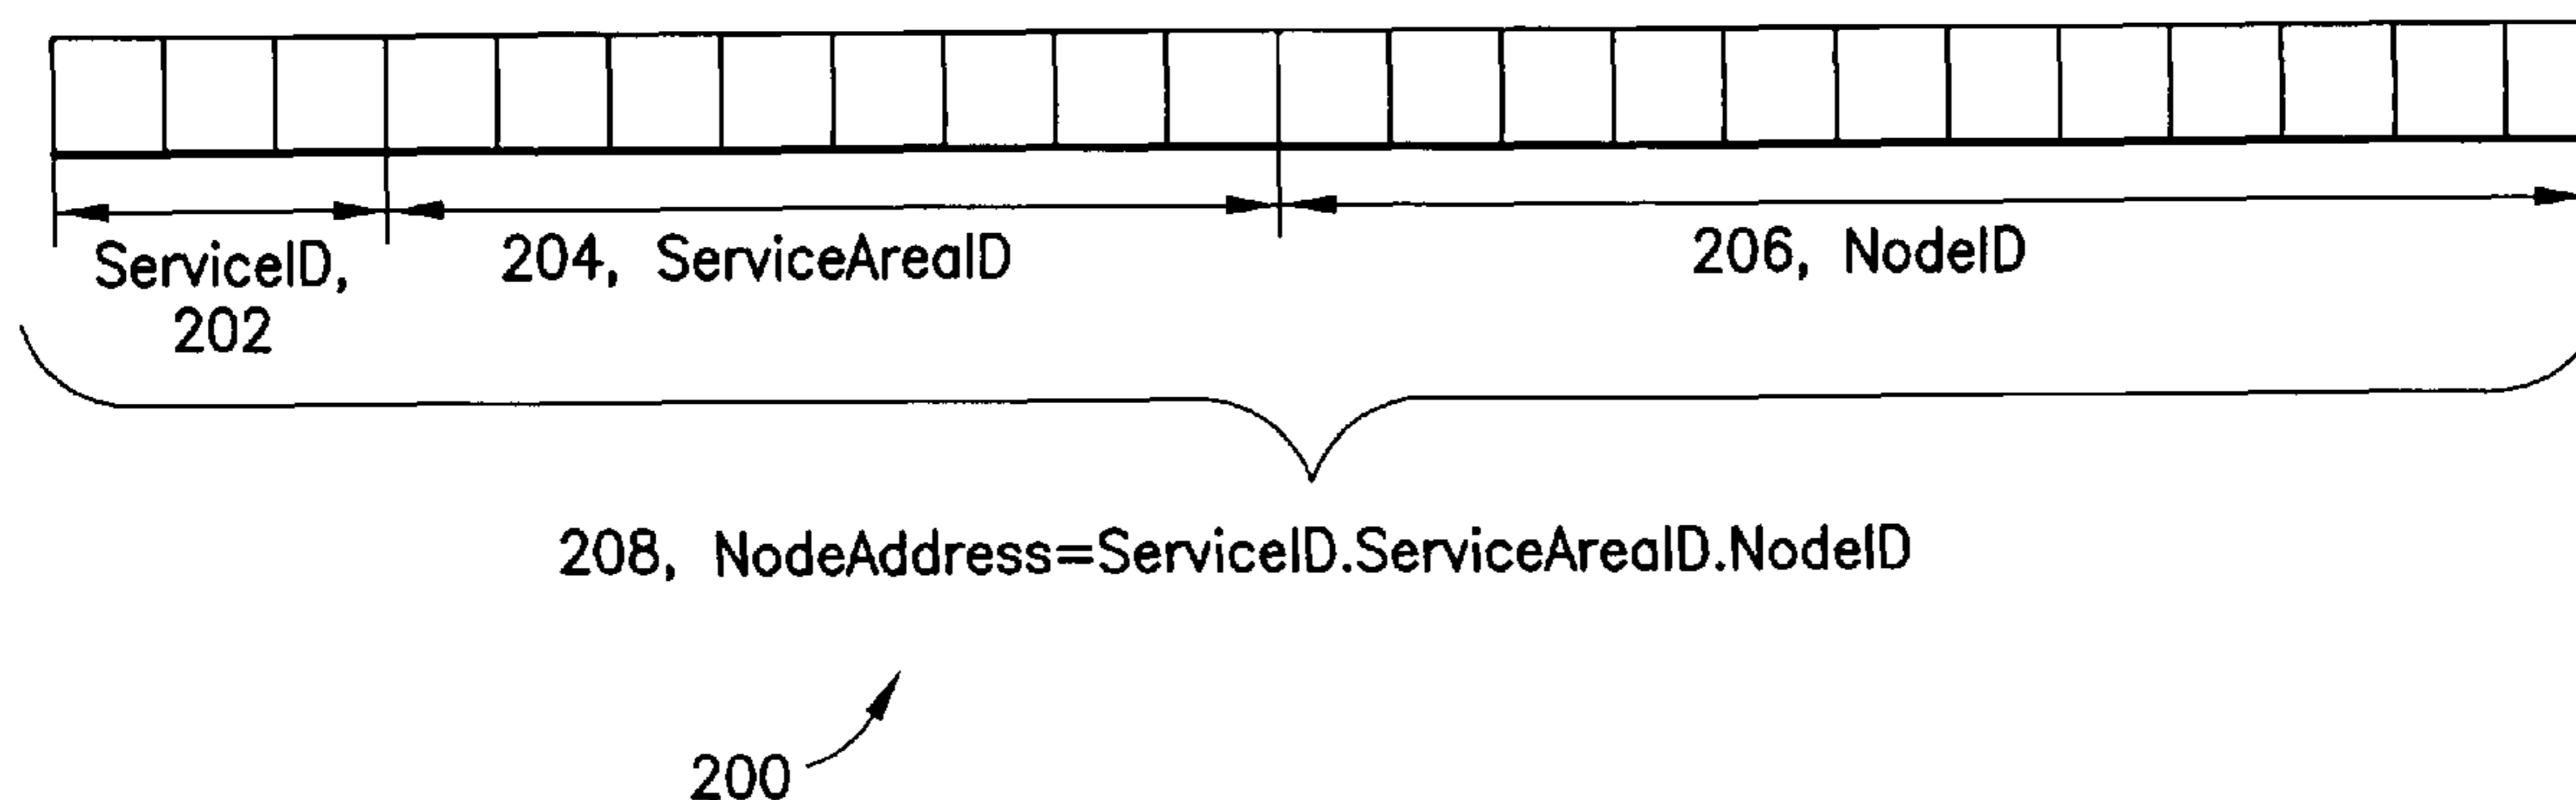 ServiceID,
202
204, ServiceAreaID
206, NodeID
208, NodeAddress=ServiceID.ServiceAreaID.NodeID
200